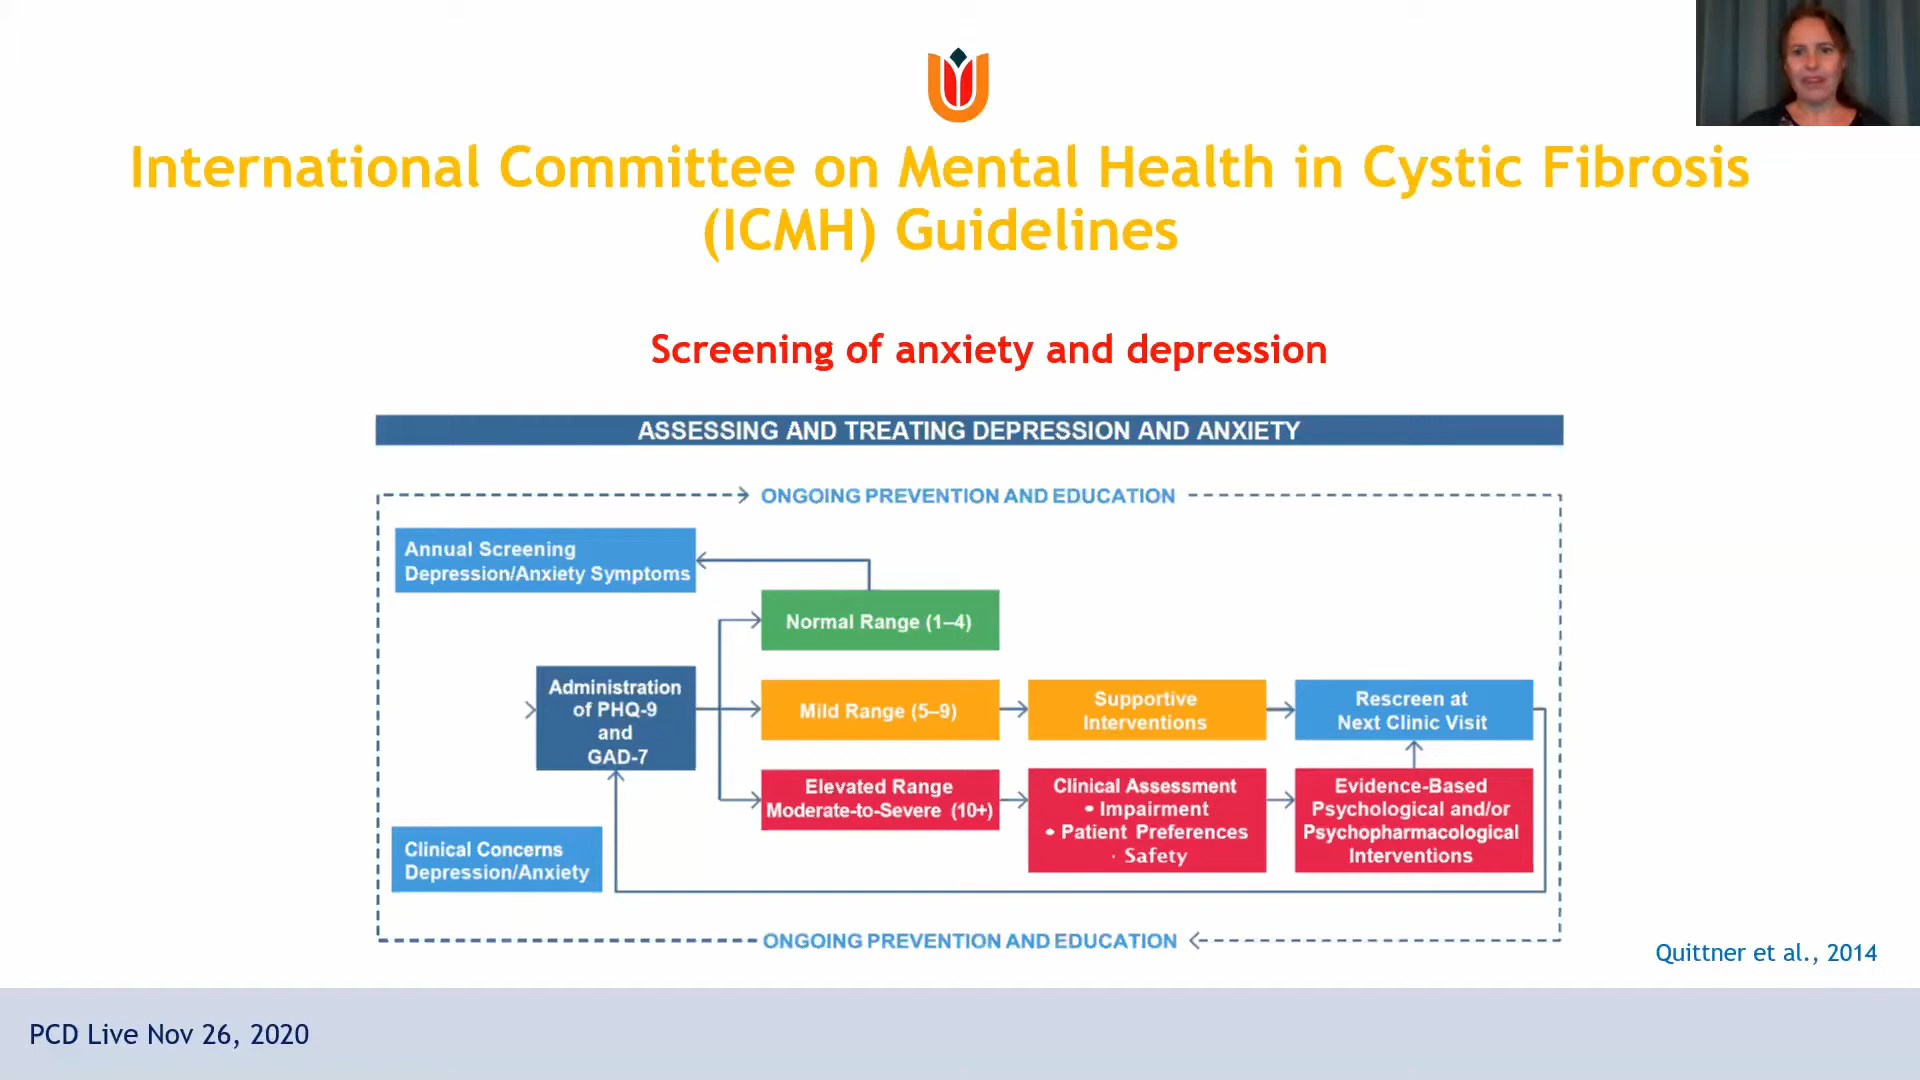 International Committee on Mental Health in Cystic Fibrosis
(ICMH) Guidelines
Screening of anxiety and depression
ASSESSING AND TREATING DEPRESSION AND ANXIETY
ONGOING PREVENTION AND EDUCATION
Annual Screening
Depression/Anxiety Symptoms
Normal Range (1–4)
Administration
of PHQ-9
and
GAD-7
Mild Range (5–9)
Supportive
Interventions
Rescreen at
Next Clinic Visit
Elevated Range
Moderate-to-Severe (10+)
Clinical Assessment
• Impairment
• Patient Preferences
· Safety
Evidence-Based
Psychological and/or
Psychopharmacological
Interventions
Clinical Concerns
Depression/Anxiety
ONGOING PREVENTION AND EDUCATION
Quittner et al., 2014
PCD Live Nov 26, 2020